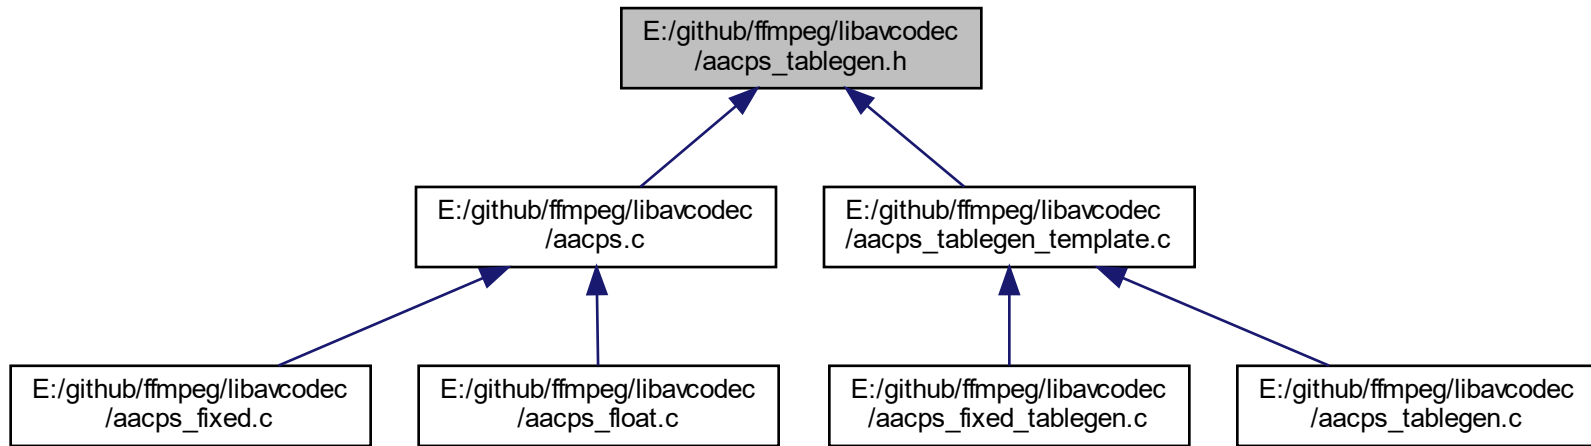 E:/github/ffmpeg/libavcodec
/aacps_tablegen.h
E:/github/ffmpeg/libavcodec
/aacps.c
E:/github/ffmpeg/libavcodec
/aacps_tablegen_template.c
E:/github/ffmpeg/libavcodec
/aacps_fixed.c
E:/github/ffmpeg/libavcodec
/aacps_float.c
E:/github/ffmpeg/libavcodec
/aacps_fixed_tablegen.c
E:/github/ffmpeg/libavcodec
/aacps_tablegen.c